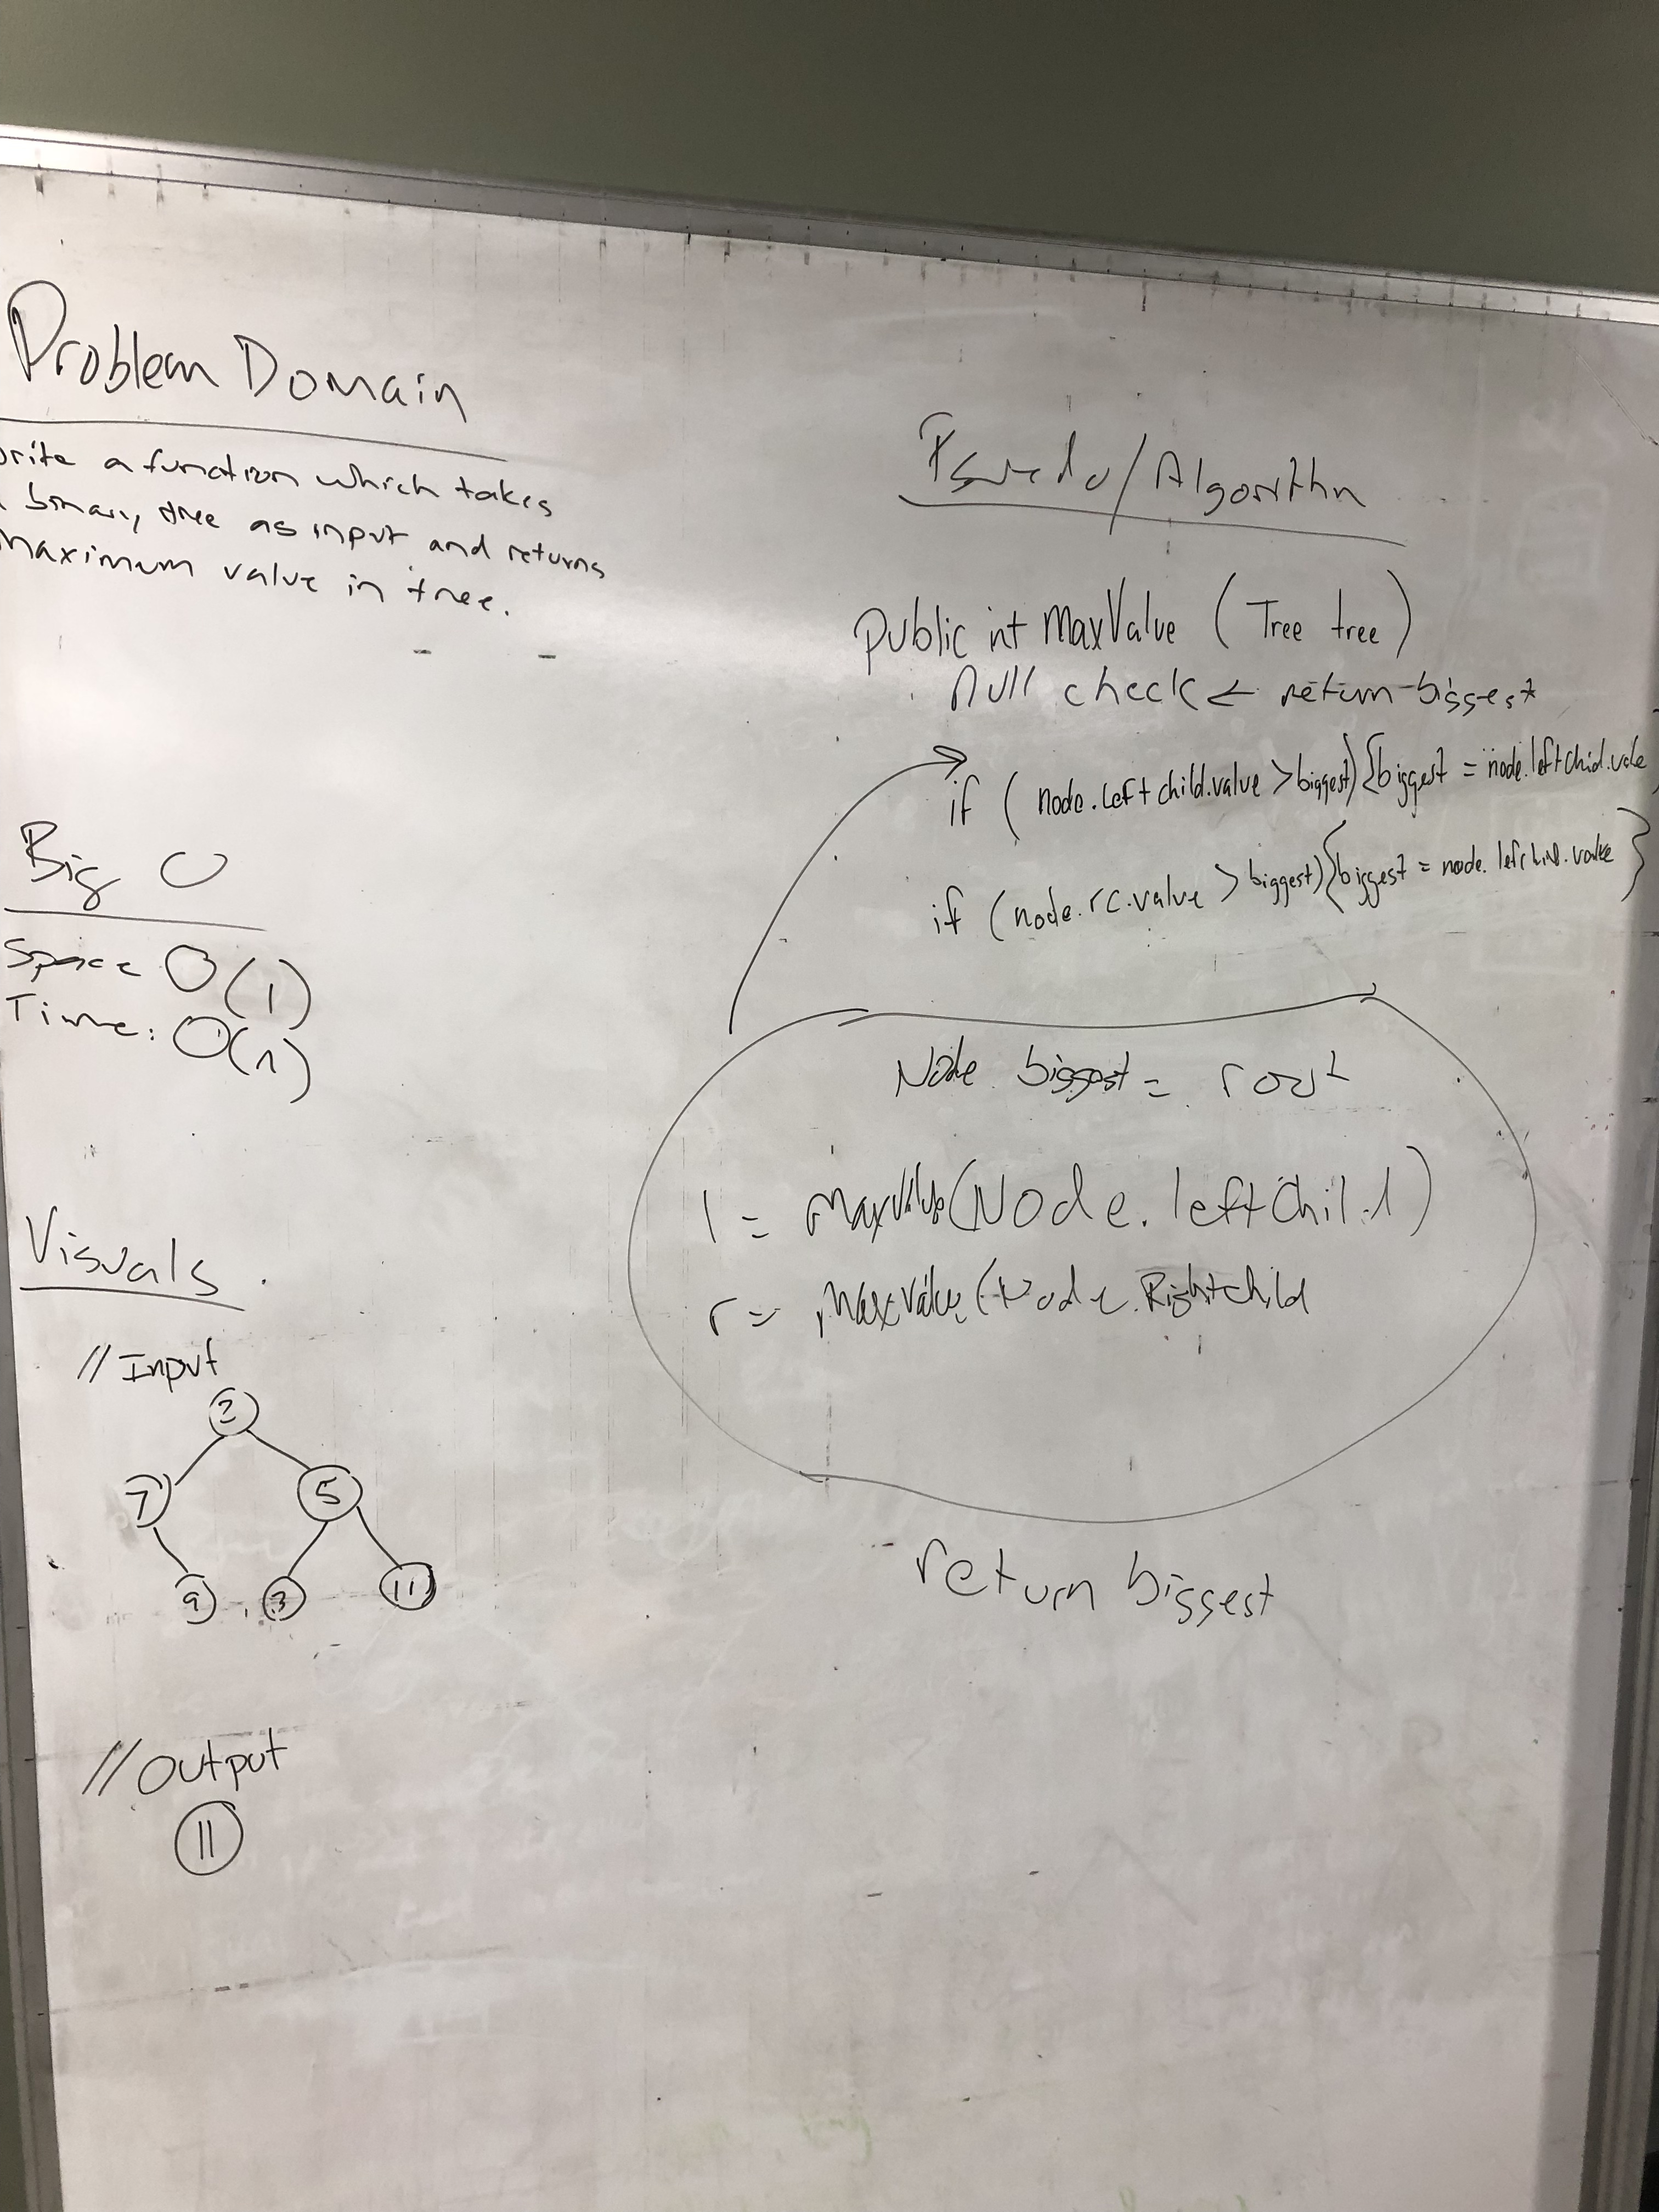 Problem Domain
rite a function which takes
binary tree as input and returns
maximum value in tree.
Big O
Space O(1)
Time: O(n)
Visuals
// Input
2
7 5
9 3 11
// Output
11
Psuedo/Algorithm
public int maxValue (Tree tree)
Null check ← return biggest
if (node.Left child.value > biggest) {biggest = node.leftChid.vale
if (node.rc.value > biggest) {biggest = node.leftchild.value }
Node biggest = root
l = maxValue(Node.leftChild)
r = maxValue(Node.Rightchild
return biggest